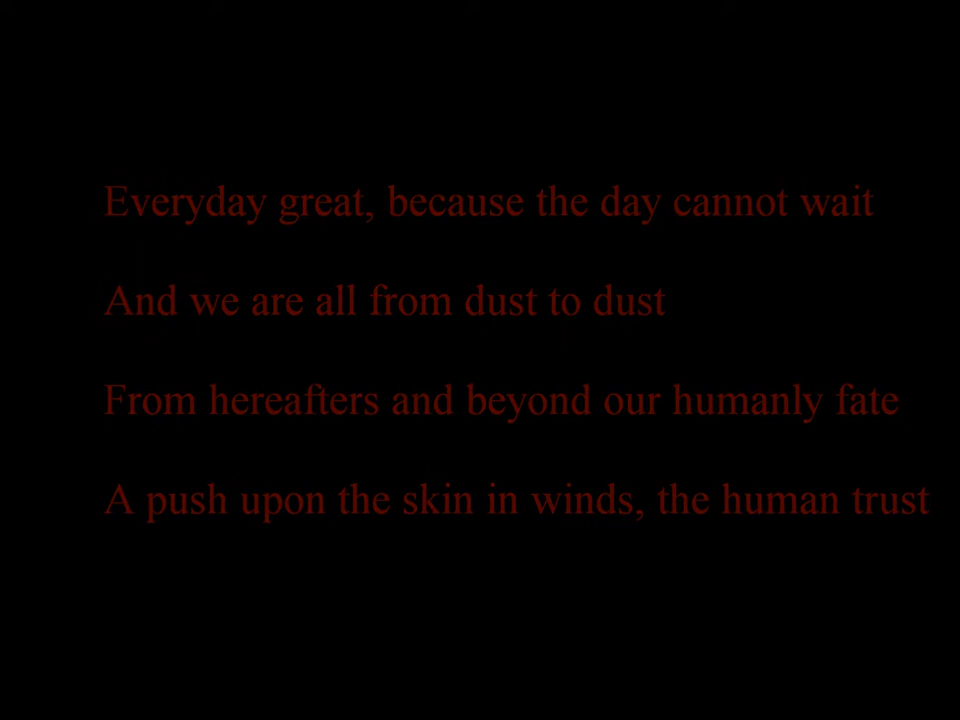 Everyday great, because the day cannot wait
And we are all from dust to dust
From hereafters and beyond our humanly fate
A push upon the skin in winds, the human trust